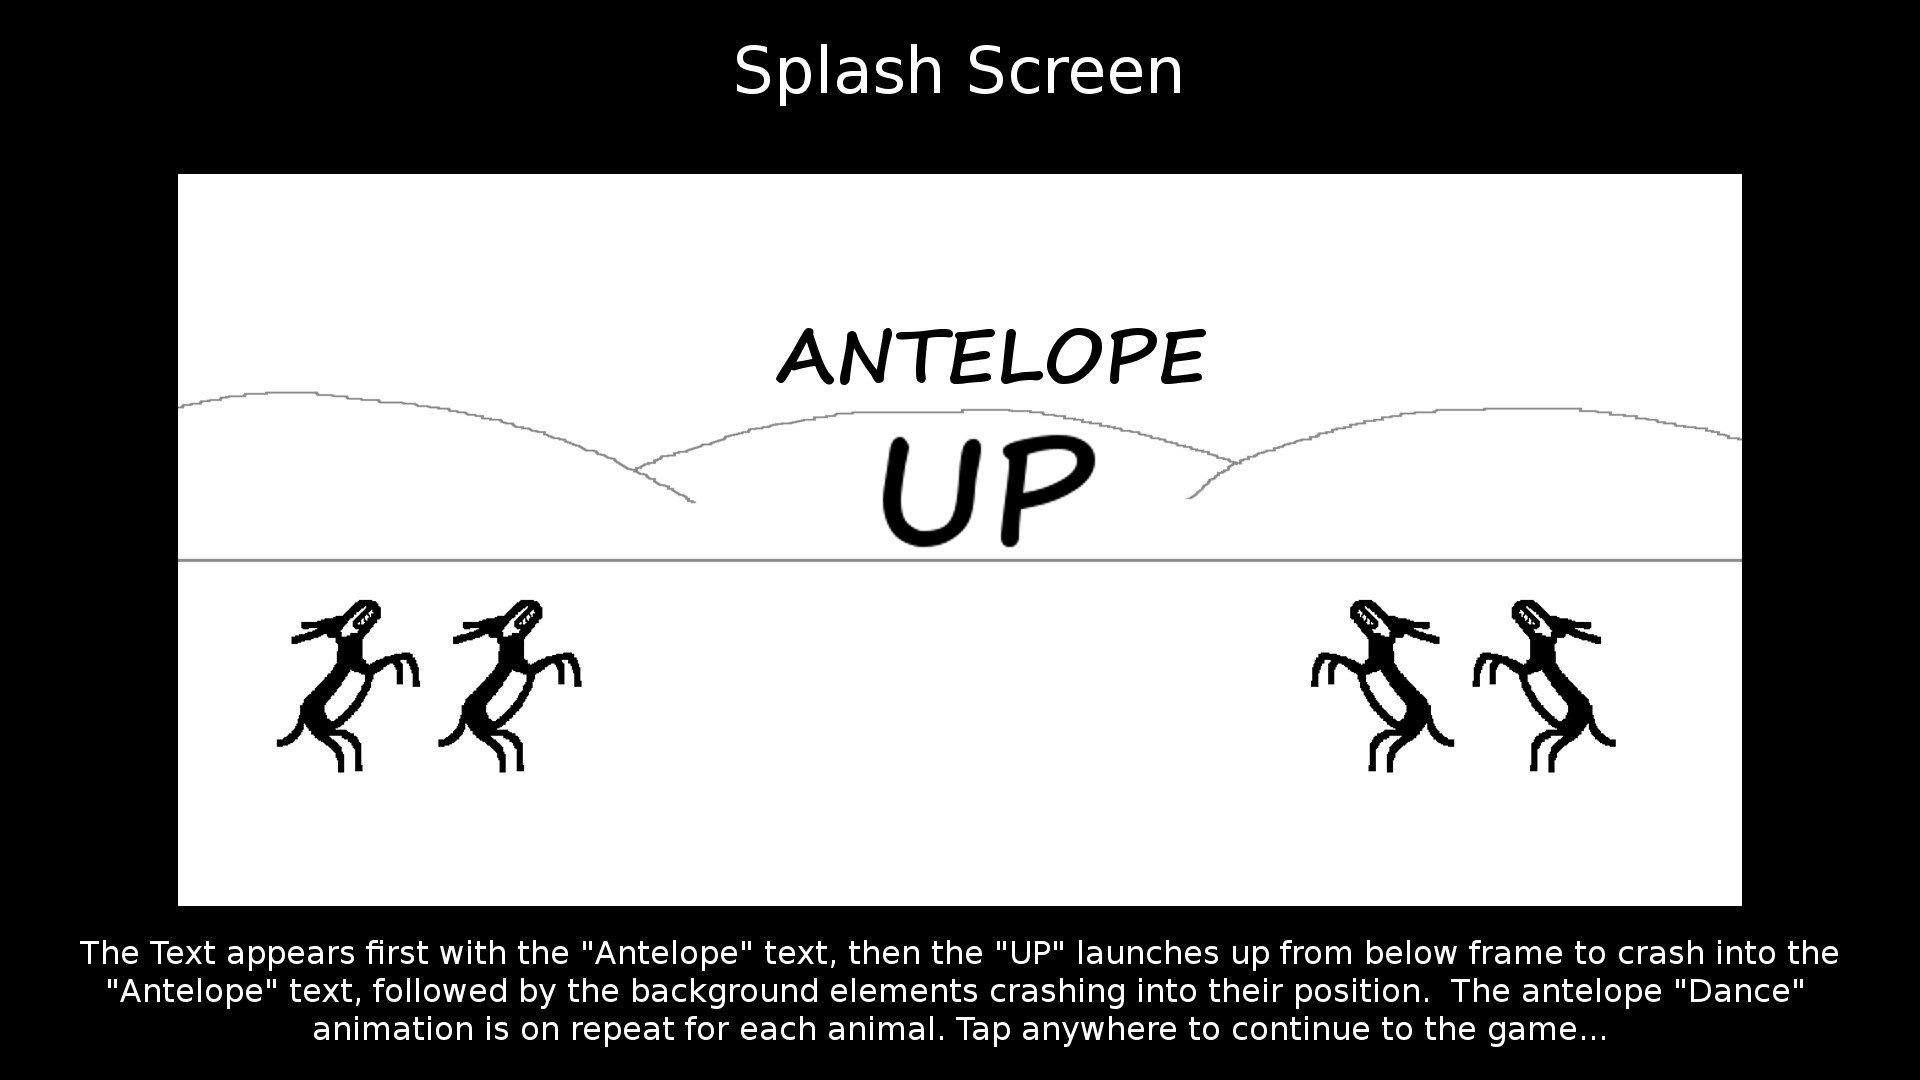 Splash Screen
ANTELOPE
UP
The Text appears first with the "Antelope" text, then the "UP" launches up from below frame to crash into the
"Antelope" text, followed by the background elements crashing into their position.  The antelope "Dance"
animation is on repeat for each animal. Tap anywhere to continue to the game...